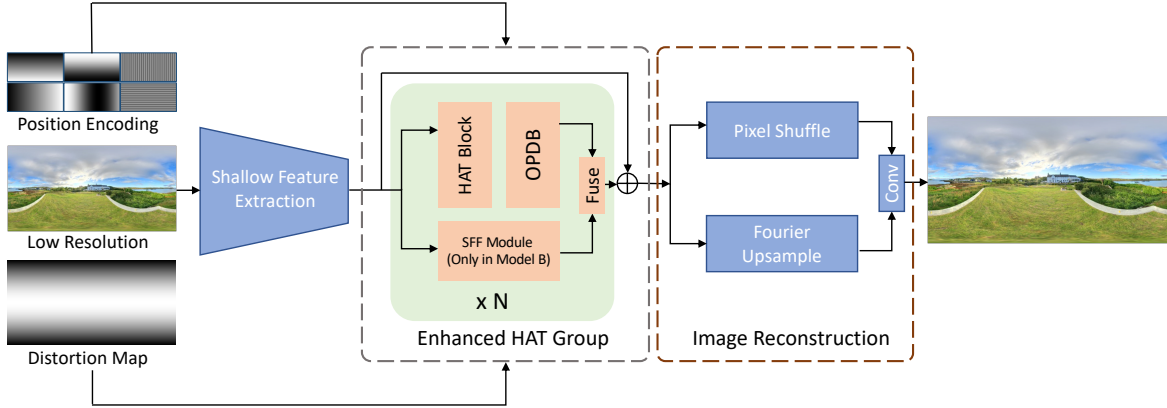 Position Encoding
Low Resolution
Distortion Map
Shallow Feature
Extraction
HAT Block
OPDB
SFF Module
(Only in Model B)
Fuse
x N
Enhanced HAT Group
Pixel Shuffle
Fourier
Upsample
Conv
Image Reconstruction